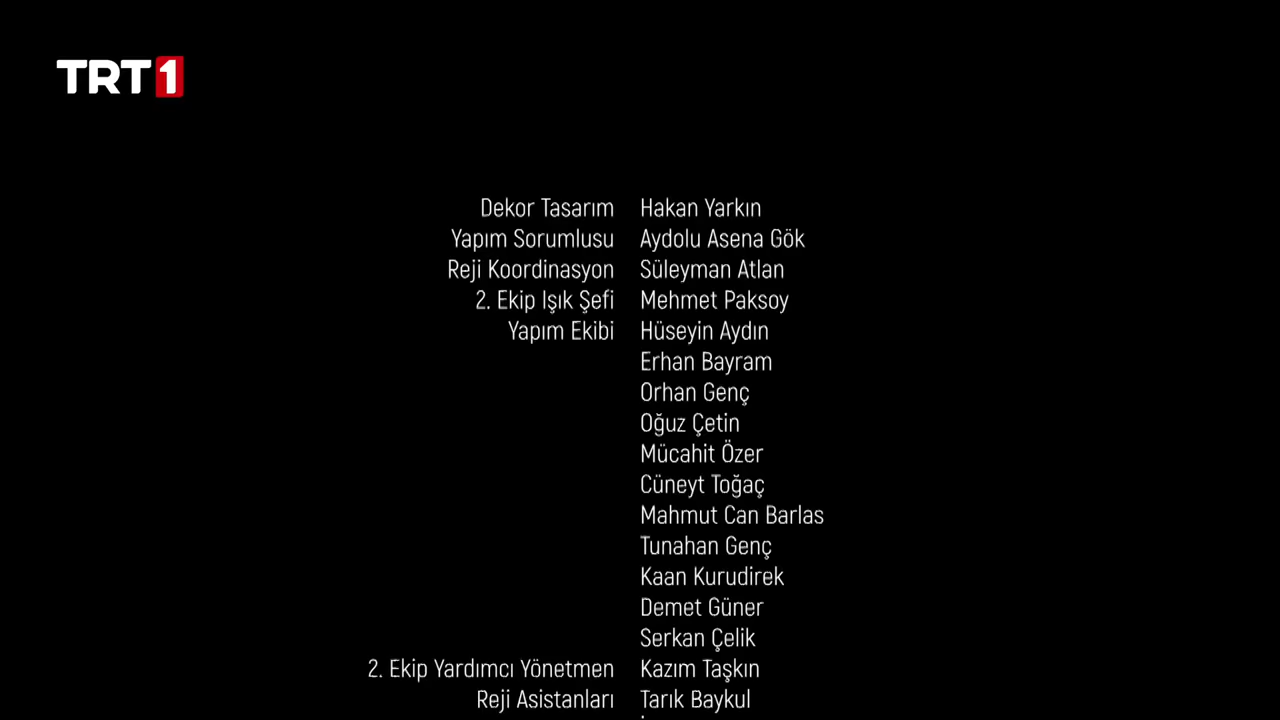 TRT 1
Dekor Tasarım Hakan Yarkın
Yapım Sorumlusu Aydolu Asena Gök
Reji Koordinasyon Süleyman Atlan
2. Ekip Işık Şefi Mehmet Paksoy
Yapım Ekibi Hüseyin Aydın
Erhan Bayram
Orhan Genç
Oğuz Çetin
Mücahit Özer
Cüneyt Toğaç
Mahmut Can Barlas
Tunahan Genç
Kaan Kurudirek
Demet Güner
Serkan Çelik
2. Ekip Yardımcı Yönetmen Kazım Taşkın
Reji Asistanları Tarık Baykul